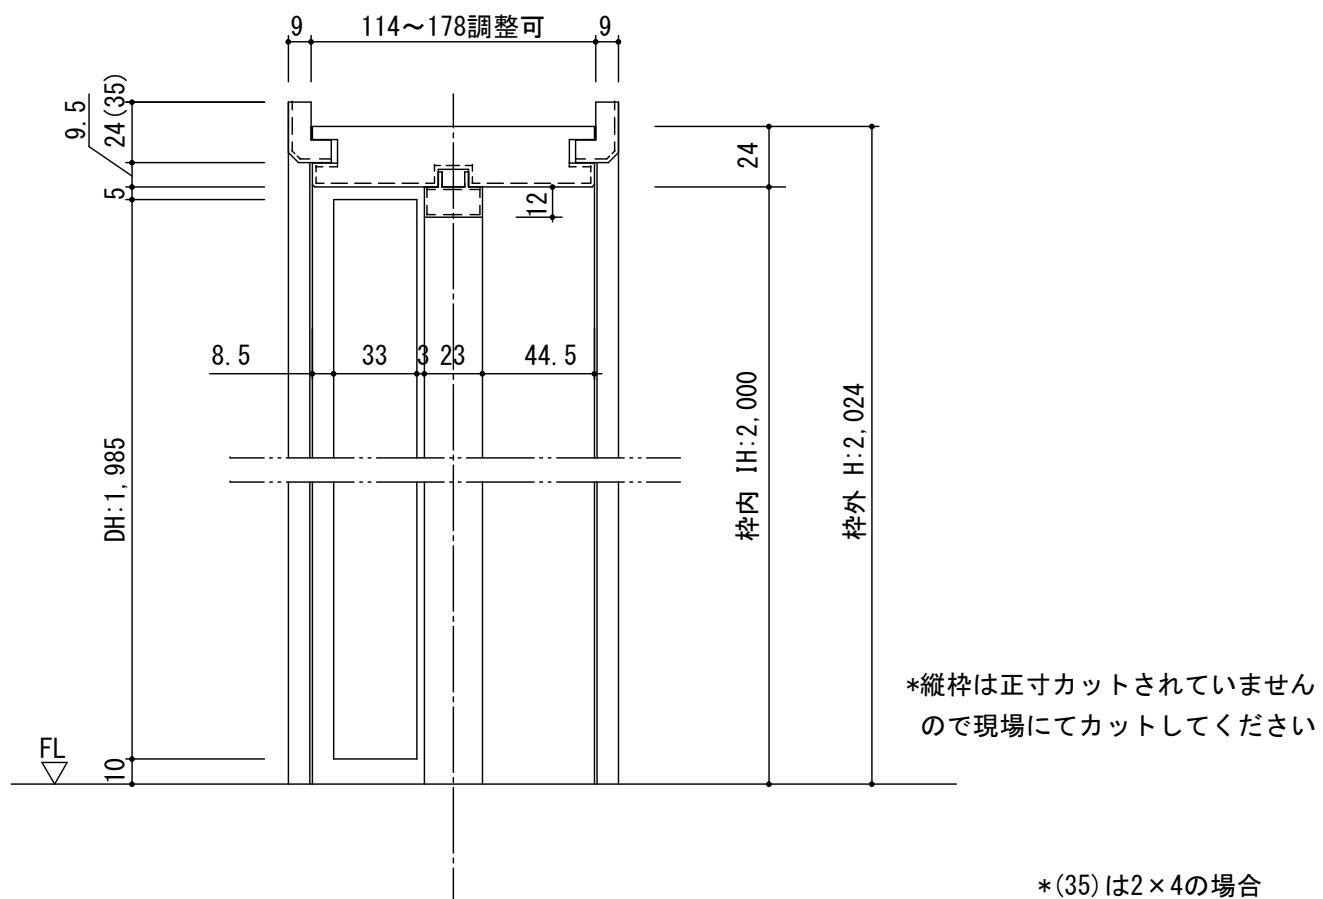 9
114～178調整可
9
9.5
24(35)
5
24
12
8.5
33
3
23
44.5
DH:1,985
枠内 IH:2,000
枠外 H:2,024
*縦枠は正寸カットされていません
ので現場にてカットしてください
FL
10
*(35)は2×4の場合